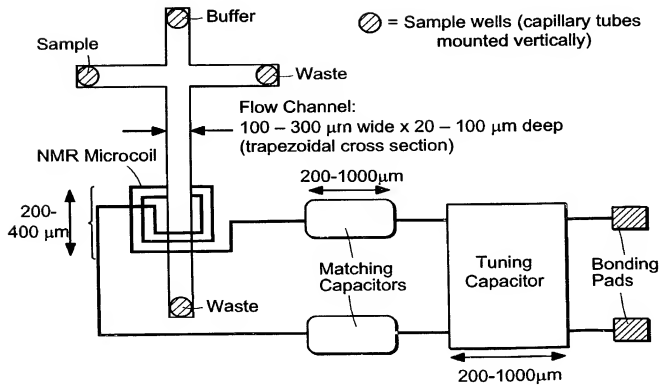 Buffer
= Sample wells (capillary tubes
mounted vertically)
Sample
Waste
Flow Channel:
100 – 300 μm wide x 20 – 100 μm deep
(trapezoidal cross section)
NMR Microcoil
200-1000μm
200-
400 μm
Matching
Capacitors
Tuning
Capacitor
Bonding
Pads
Waste
200-1000μm